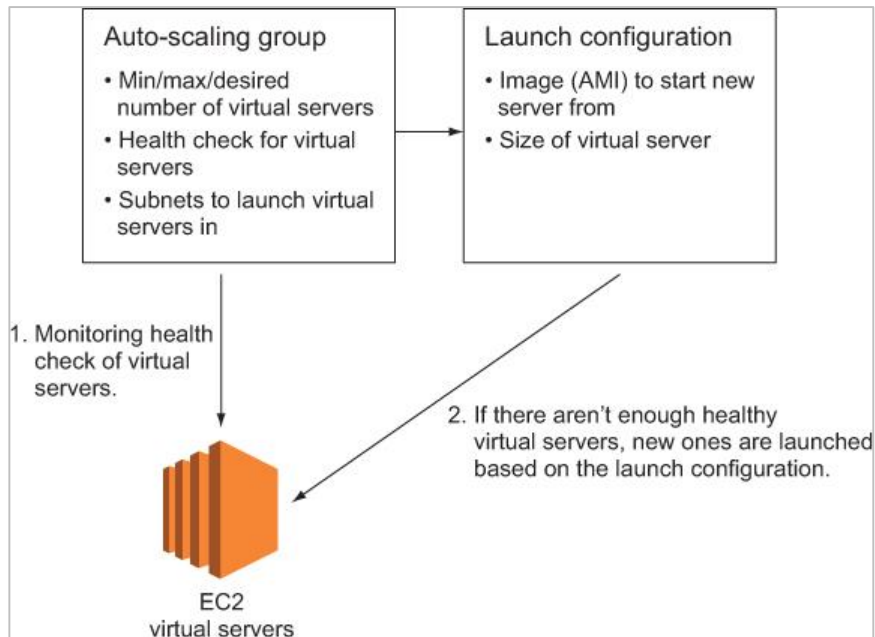 Auto-scaling group
• Min/max/desired
number of virtual servers
• Health check for virtual
servers
• Subnets to launch virtual
servers in
Launch configuration
• Image (AMI) to start new
server from
• Size of virtual server
1. Monitoring health
check of virtual
servers.
2. If there aren’t enough healthy
virtual servers, new ones are launched
based on the launch configuration.
EC2
virtual servers